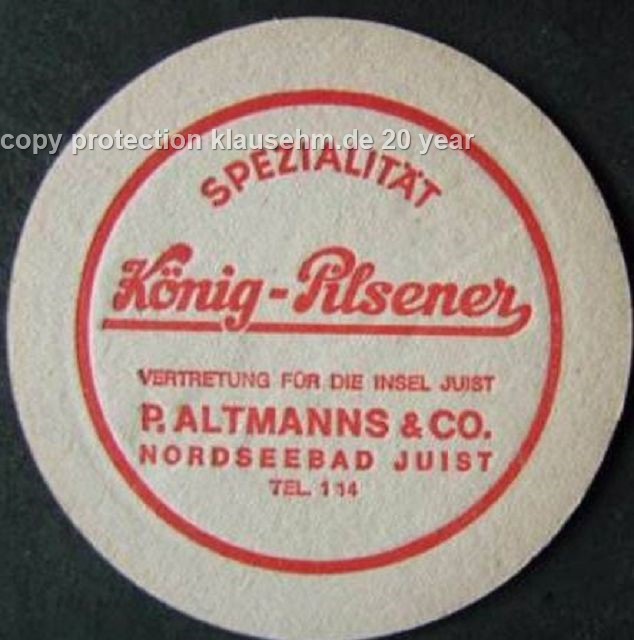 copy protection klausehm.de 20 year
SPEZIALITÄT
König-Pilsener
VERTRETUNG FÜR DIE INSEL JUIST
P. ALTMANNS & CO.
NORDSEEBAD JUIST
TEL. 114